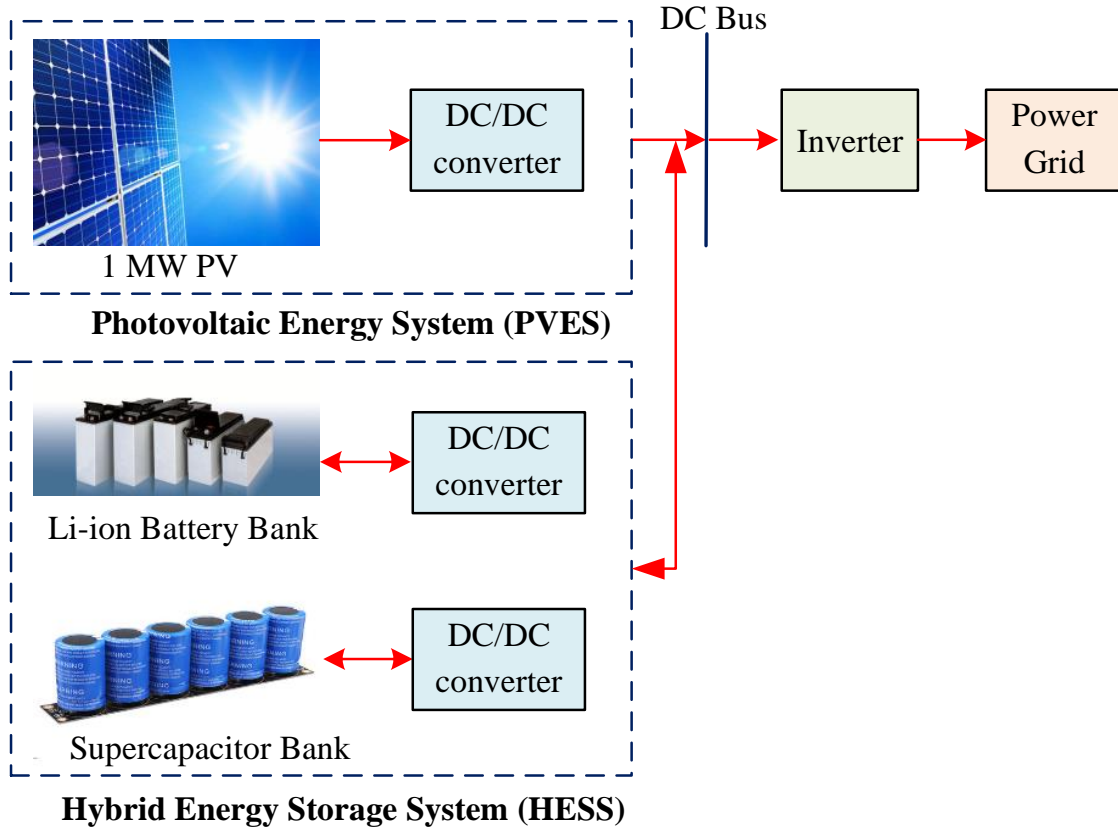 DC Bus
DC/DC
converter
Inverter
Power
Grid
1 MW PV
Photovoltaic Energy System (PVES)
DC/DC
converter
Li-ion Battery Bank
DC/DC
converter
Supercapacitor Bank
Hybrid Energy Storage System (HESS)